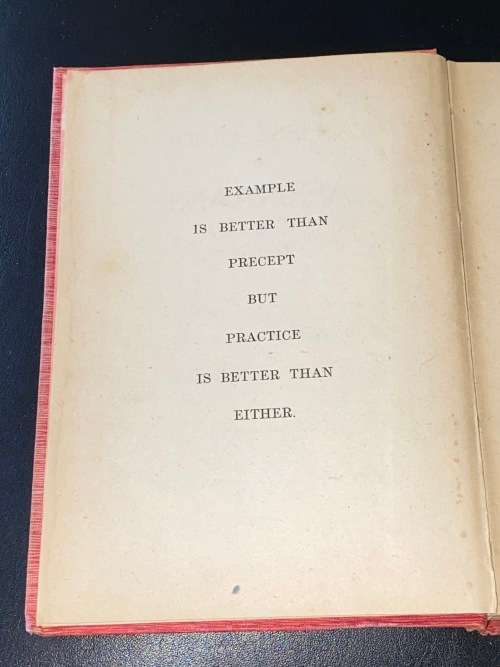 EXAMPLE
IS BETTER THAN
PRECEPT
BUT
PRACTICE
IS BETTER THAN
EITHER.